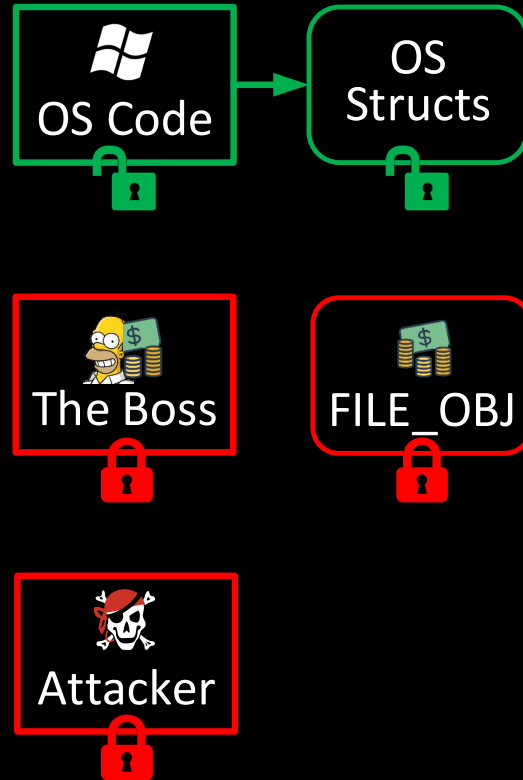 OS Code
OS
Structs
The Boss
FILE_OBJ
Attacker